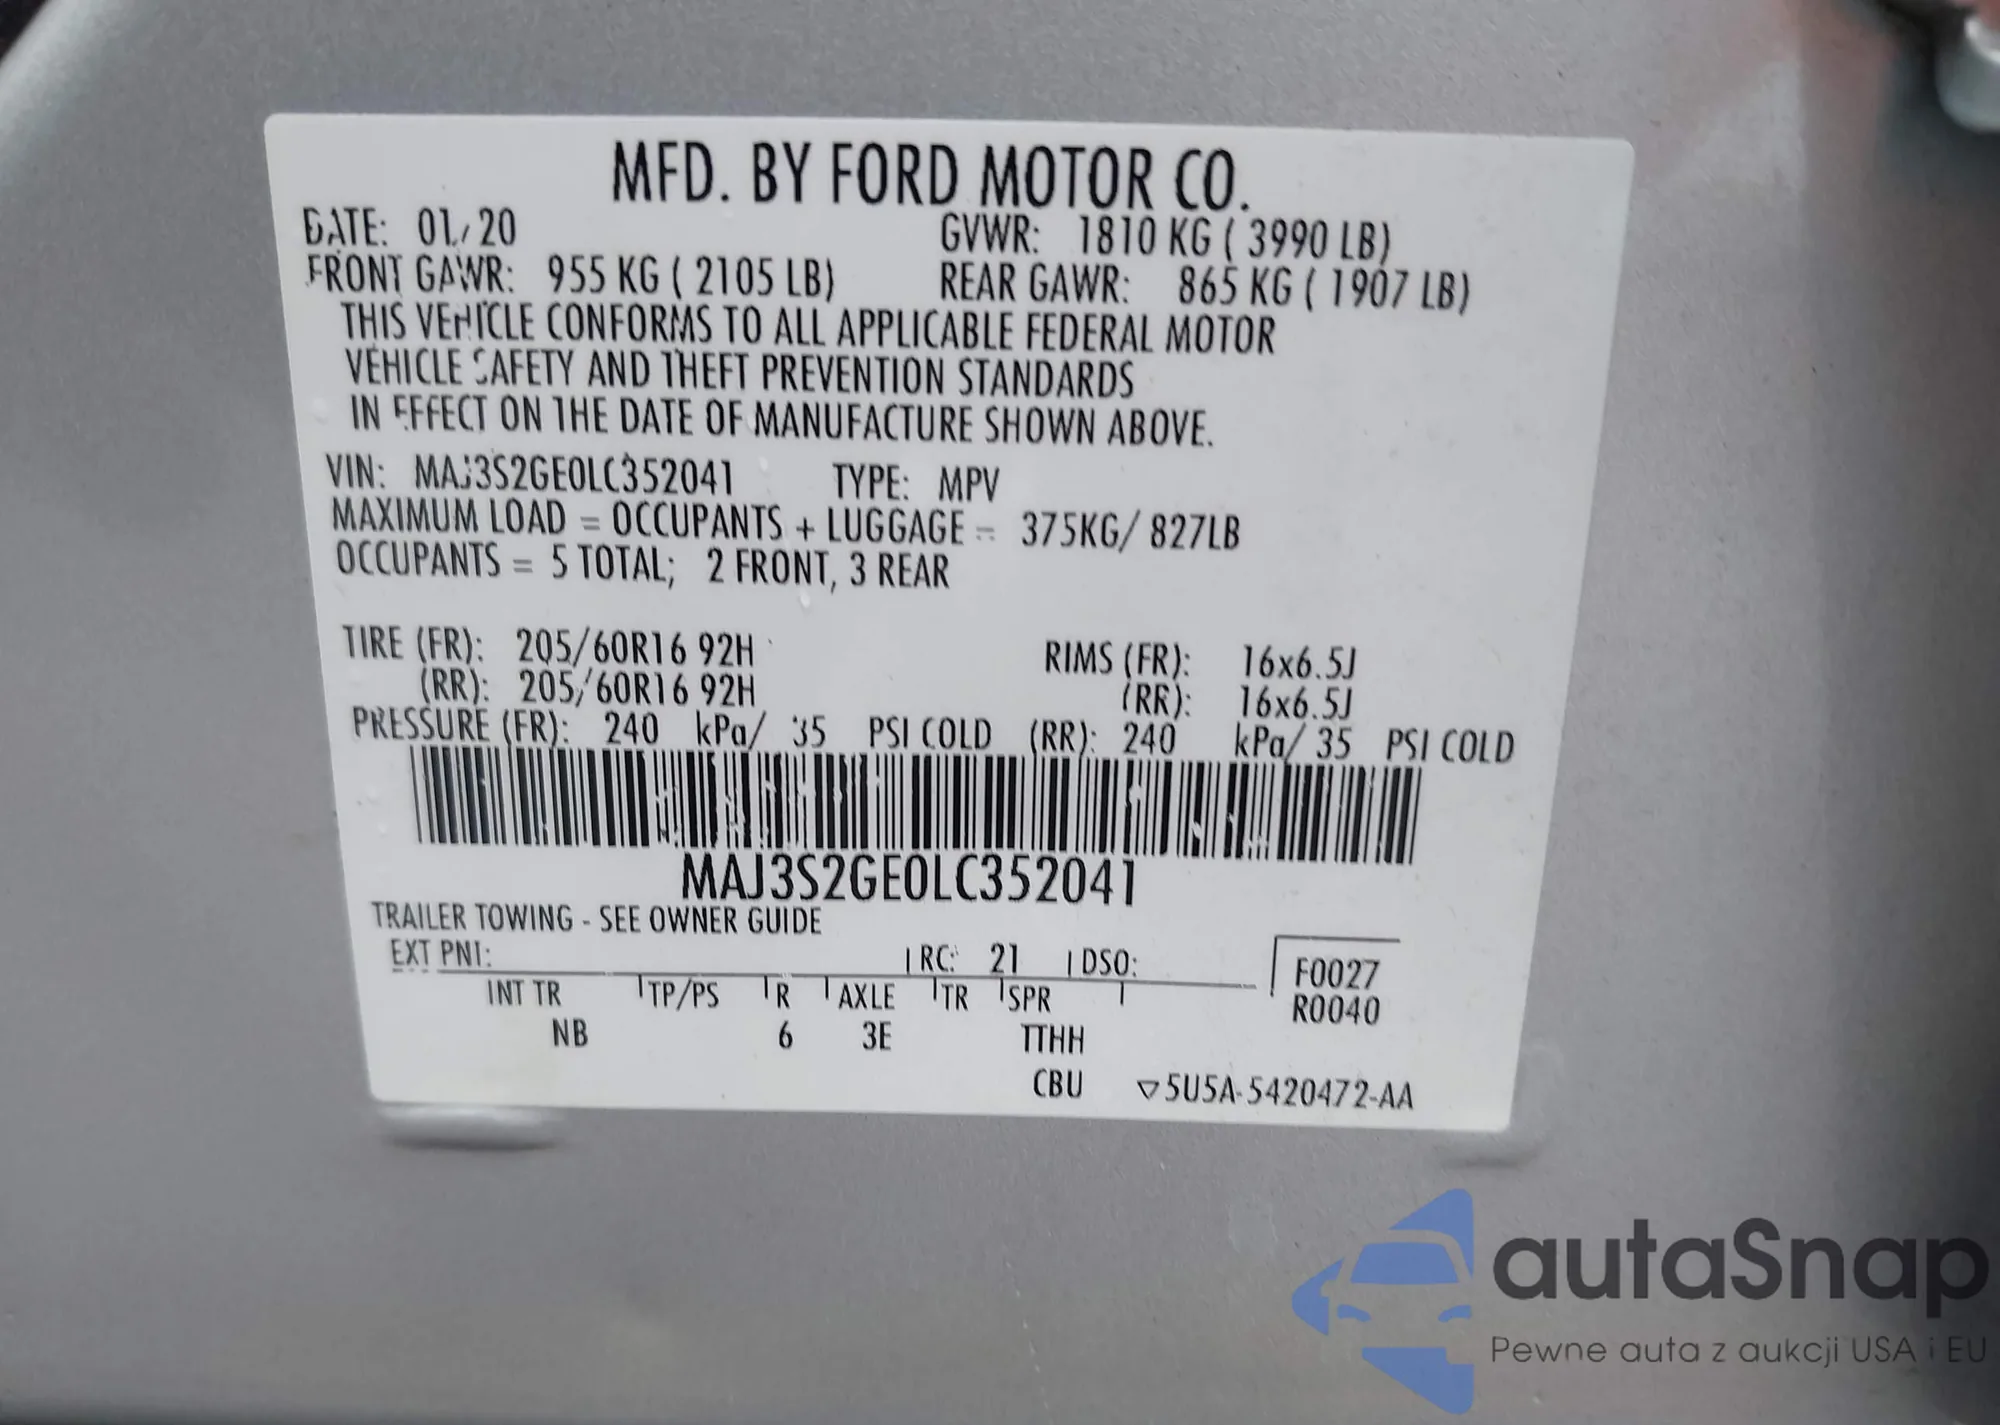 MFD. BY FORD MOTOR CO.
DATE: 01/20 GVWR: 1810 KG ( 3990 LB)
FRONT GAWR: 955 KG ( 2105 LB) REAR GAWR: 865 KG ( 1907 LB)
THIS VEHICLE CONFORMS TO ALL APPLICABLE FEDERAL MOTOR
VEHICLE SAFETY AND THEFT PREVENTION STANDARDS
IN EFFECT ON THE DATE OF MANUFACTURE SHOWN ABOVE.
VIN: MAJ3S2GE0LC352041 TYPE: MPV
MAXIMUM LOAD = OCCUPANTS + LUGGAGE = 375KG/ 827LB
OCCUPANTS = 5 TOTAL; 2 FRONT, 3 REAR
TIRE (FR): 205/60R16 92H RIMS (FR): 16x6.5J
(RR): 205/60R16 92H (RR): 16x6.5J
PRESSURE (FR): 240 kPa/ 35 PSI COLD (RR): 240 kPa/ 35 PSI COLD
MAJ3S2GE0LC352041
TRAILER TOWING - SEE OWNER GUIDE
EXT PNT: RC: 21 DSO: F0027
INT TR TP/PS R AXLE TR SPR R0040
NB 6 3E TTHH
CBU ▽5U5A-5420472-AA
autaSnap
Pewne auta z aukcji USA i EU